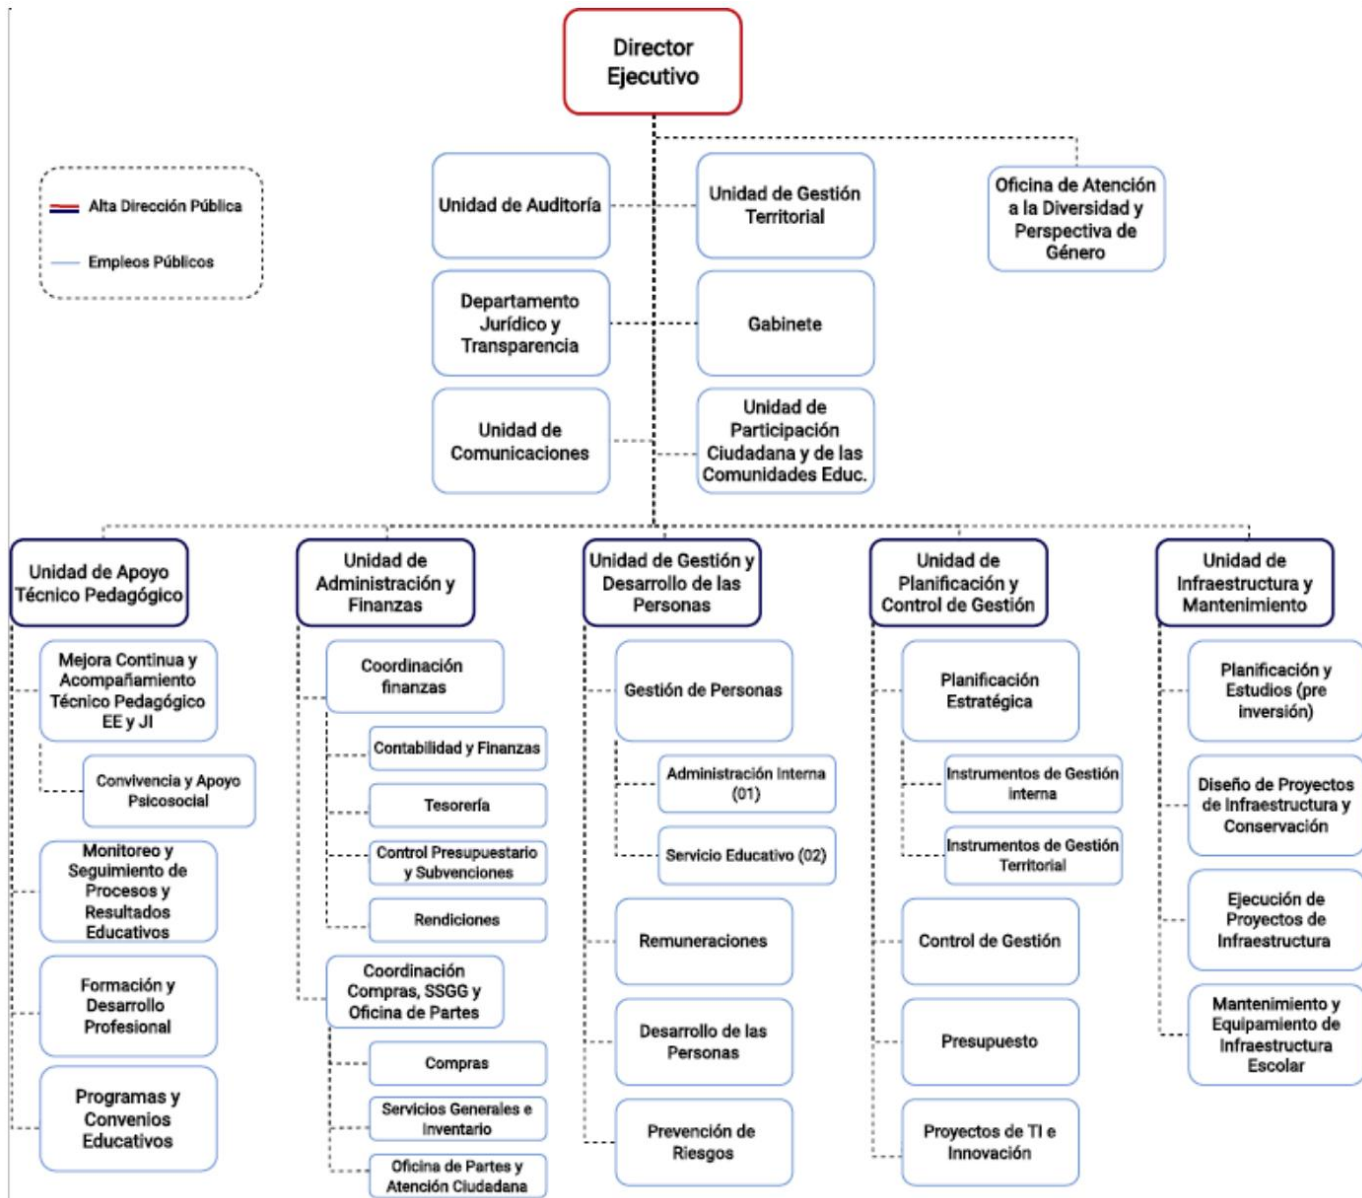 Director
Ejecutivo
Alta Dirección Pública
Empleos Públicos
Unidad de Auditoría
Unidad de Gestión
Territorial
Oficina de Atención
a la Diversidad y
Perspectiva de
Género
Departamento
Jurídico y
Transparencia
Gabinete
Unidad de
Comunicaciones
Unidad de
Participación
Ciudadana y de las
Comunidades Educ.
Unidad de Apoyo
Técnico Pedagógico
Mejora Continua y
Acompañamiento
Técnico Pedagógico
EE y JI
Convivencia y Apoyo
Psicosocial
Monitoreo y
Seguimiento de
Procesos y
Resultados
Educativos
Formación y
Desarrollo
Profesional
Programas y
Convenios
Educativos
Unidad de
Administración y
Finanzas
Coordinación
finanzas
Contabilidad y Finanzas
Tesorería
Control Presupuestario
y Subvenciones
Rendiciones
Coordinación
Compras, SSGG y
Oficina de Partes
Compras
Servicios Generales e
Inventario
Oficina de Partes y
Atención Ciudadana
Unidad de Gestión y
Desarrollo de las
Personas
Gestión de Personas
Administración Interna
(01)
Servicio Educativo (02)
Remuneraciones
Desarrollo de las
Personas
Prevención de
Riesgos
Unidad de
Planificación y
Control de Gestión
Planificación
Estratégica
Instrumentos de Gestión
interna
Instrumentos de Gestión
Territorial
Control de Gestión
Presupuesto
Proyectos de TI e
Innovación
Unidad de
Infraestructura y
Mantenimiento
Planificación y
Estudios (pre
inversión)
Diseño de Proyectos
de Infraestructura y
Conservación
Ejecución de
Proyectos de
Infraestructura
Mantenimiento y
Equipamiento de
Infraestructura
Escolar